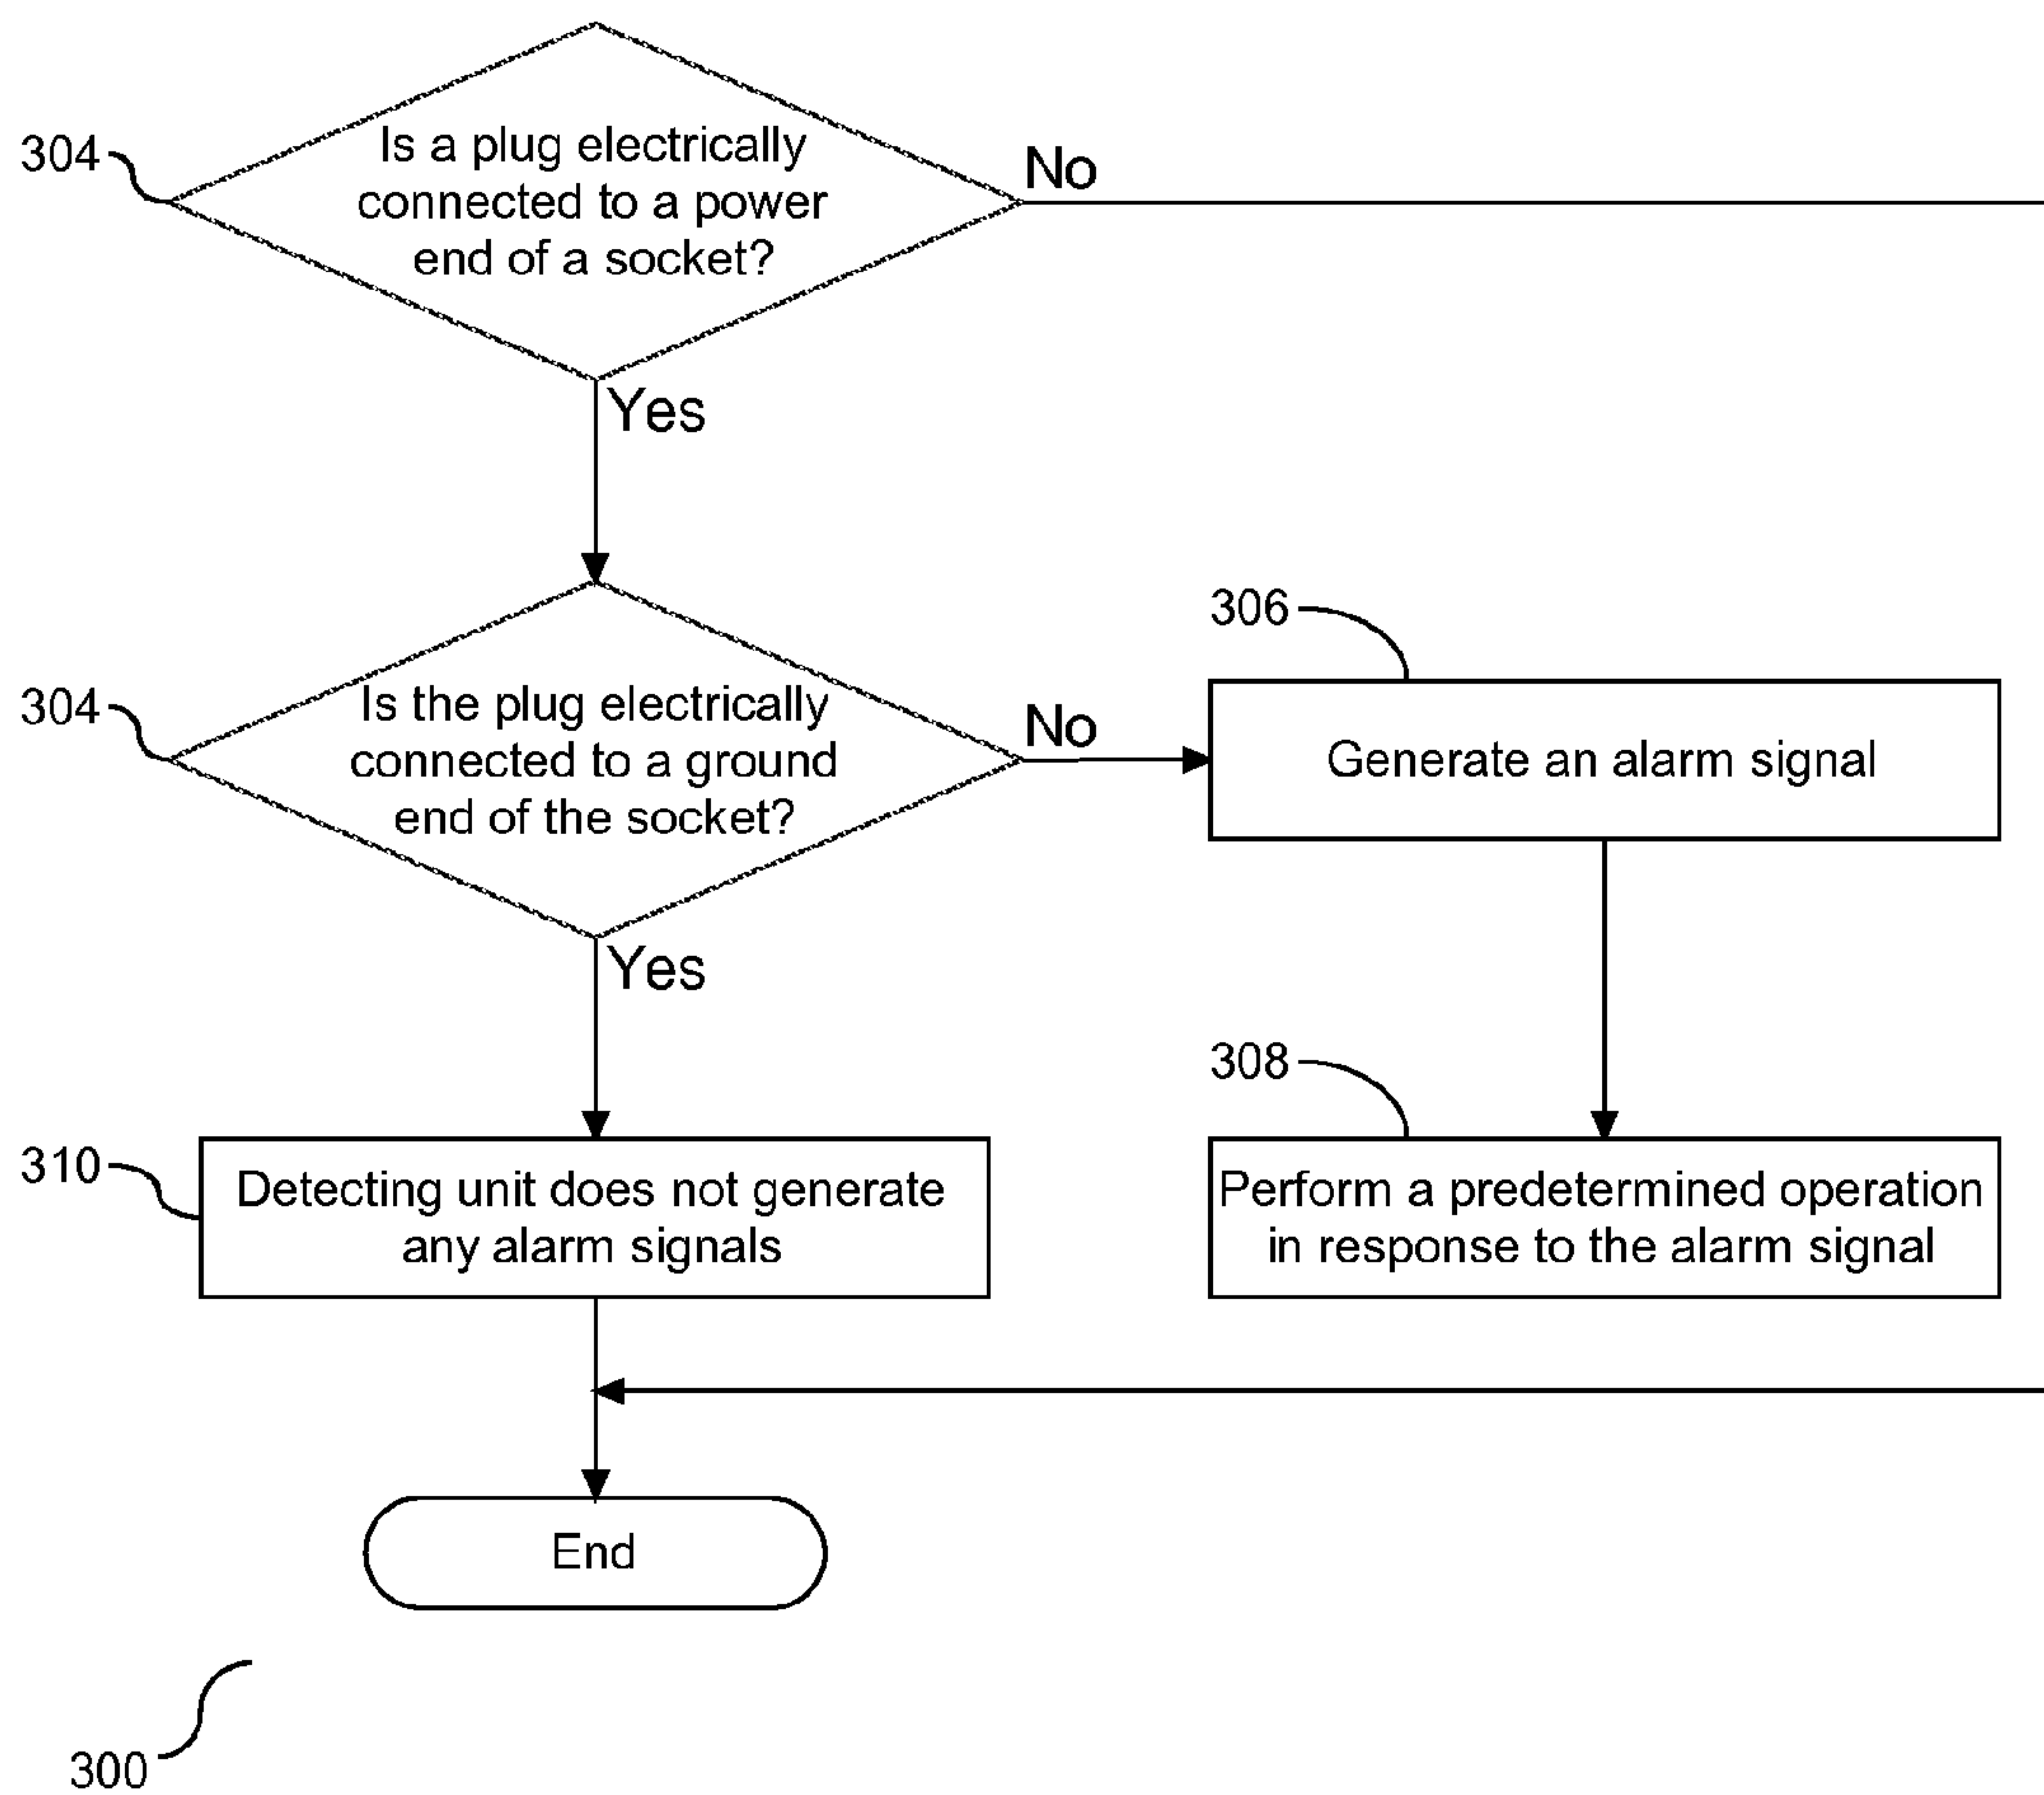 304
Is a plug electrically
connected to a power
end of a socket?
No
Yes
304
Is the plug electrically
connected to a ground
end of the socket?
No
306
Generate an alarm signal
Yes
308
310
Detecting unit does not generate
any alarm signals
Perform a predetermined operation
in response to the alarm signal
End
300